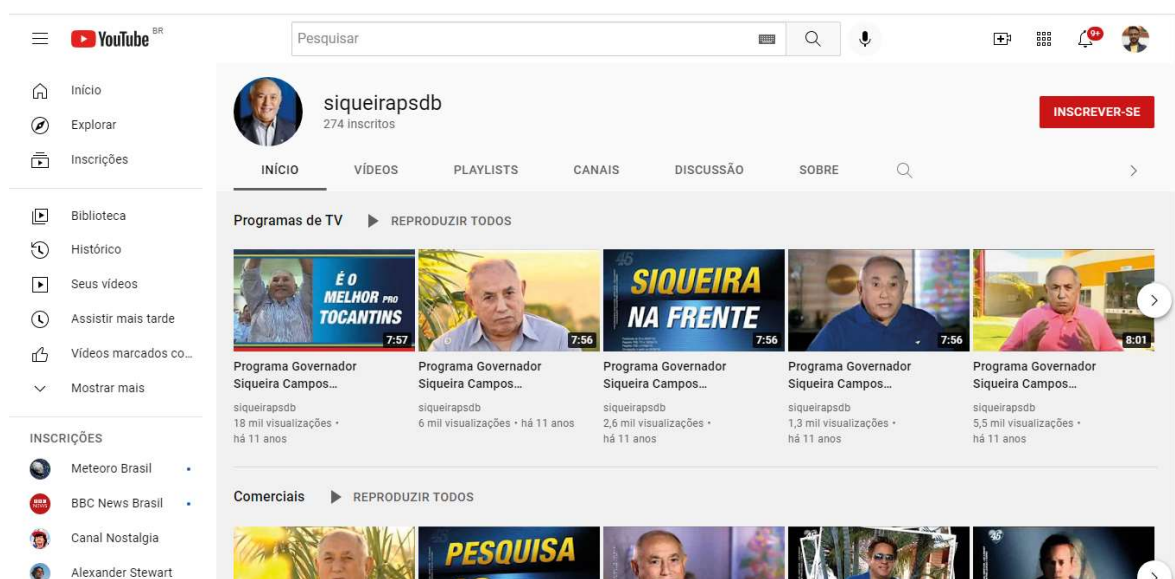 YouTube BR
Pesquisar
9+
Início
Explorar
Inscrições
Biblioteca
Histórico
Seus vídeos
Assistir mais tarde
Vídeos marcados co...
Mostrar mais
INSCRIÇÕES
Meteoro Brasil
BBC News Brasil
Canal Nostalgia
Alexander Stewart
siqueirapsdb
274 inscritos
INSCREVER-SE
INÍCIO VÍDEOS PLAYLISTS CANAIS DISCUSSÃO SOBRE
Programas de TV REPRODUZIR TODOS
É O
MELHOR PRO
TOCANTINS
7:57
7:56
45
SIQUEIRA
NA FRENTE
7:56
7:56
8:01
Programa Governador
Siqueira Campos...
siqueirapsdb
18 mil visualizações •
há 11 anos
Programa Governador
Siqueira Campos...
siqueirapsdb
6 mil visualizações • há 11 anos
Programa Governador
Siqueira Campos...
siqueirapsdb
2,6 mil visualizações •
há 11 anos
Programa Governador
Siqueira Campos...
siqueirapsdb
1,3 mil visualizações •
há 11 anos
Programa Governador
Siqueira Campos...
siqueirapsdb
5,5 mil visualizações •
há 11 anos
Comerciais REPRODUZIR TODOS
PESQUISA